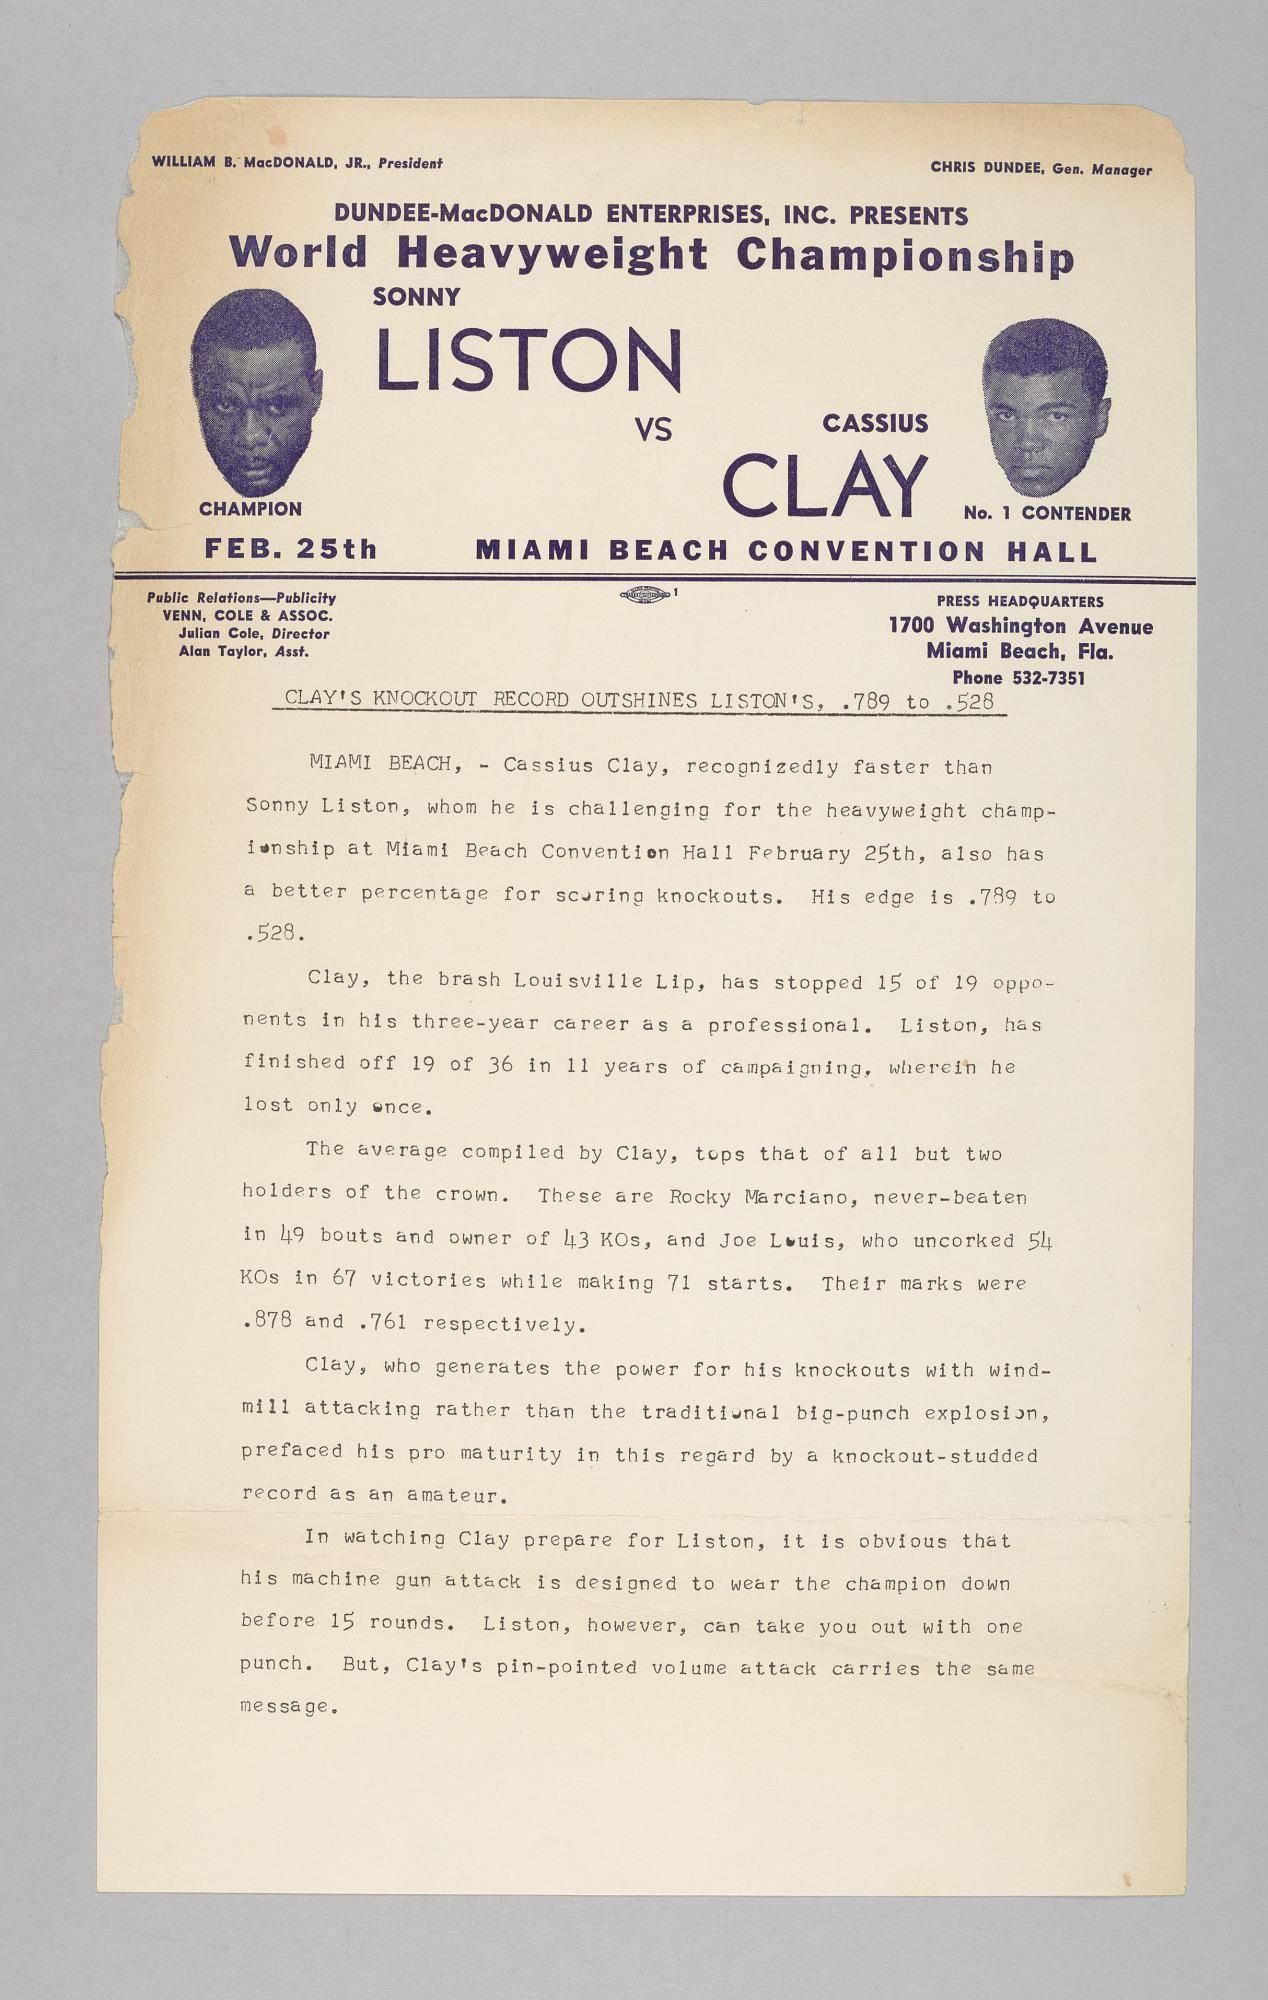 WILLIAM B. MacDONALD, JR., President
CHRIS DUNDEE, Gen. Manager
DUNDEE-MacDONALD ENTERPRISES, INC. PRESENTS
World Heavyweight Championship
SONNY
LISTON
VS
CASSIUS
CLAY
CHAMPION
No. 1 CONTENDER
FEB. 25th MIAMI BEACH CONVENTION HALL
Public Relations—Publicity
VENN, COLE & ASSOC.
Julian Cole, Director
Alan Taylor, Asst.
1
PRESS HEADQUARTERS
1700 Washington Avenue
Miami Beach, Fla.
Phone 532-7351
CLAY'S KNOCKOUT RECORD OUTSHINES LISTON'S, .789 to .528
MIAMI BEACH, - Cassius Clay, recognizedly faster than
Sonny Liston, whom he is challenging for the heavyweight champ-
ionship at Miami Beach Convention Hall February 25th, also has
a better percentage for scoring knockouts. His edge is .789 to
.528.
Clay, the brash Louisville Lip, has stopped 15 of 19 oppo-
nents in his three-year career as a professional. Liston, has
finished off 19 of 36 in 11 years of campaigning, wherein he
lost only once.
The average compiled by Clay, tops that of all but two
holders of the crown. These are Rocky Marciano, never-beaten
in 49 bouts and owner of 43 KOs, and Joe Louis, who uncorked 54
KOs in 67 victories while making 71 starts. Their marks were
.878 and .761 respectively.
Clay, who generates the power for his knockouts with wind-
mill attacking rather than the traditional big-punch explosion,
prefaced his pro maturity in this regard by a knockout-studded
record as an amateur.
In watching Clay prepare for Liston, it is obvious that
his machine gun attack is designed to wear the champion down
before 15 rounds. Liston, however, can take you out with one
punch. But, Clay's pin-pointed volume attack carries the same
message.